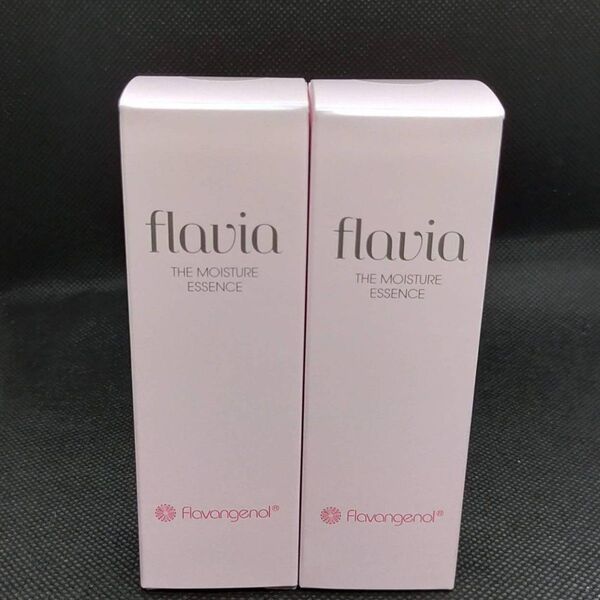 flavia
THE MOISTURE
ESSENCE
Flavangenol®
flavia
THE MOISTURE
ESSENCE
Flavangenol®